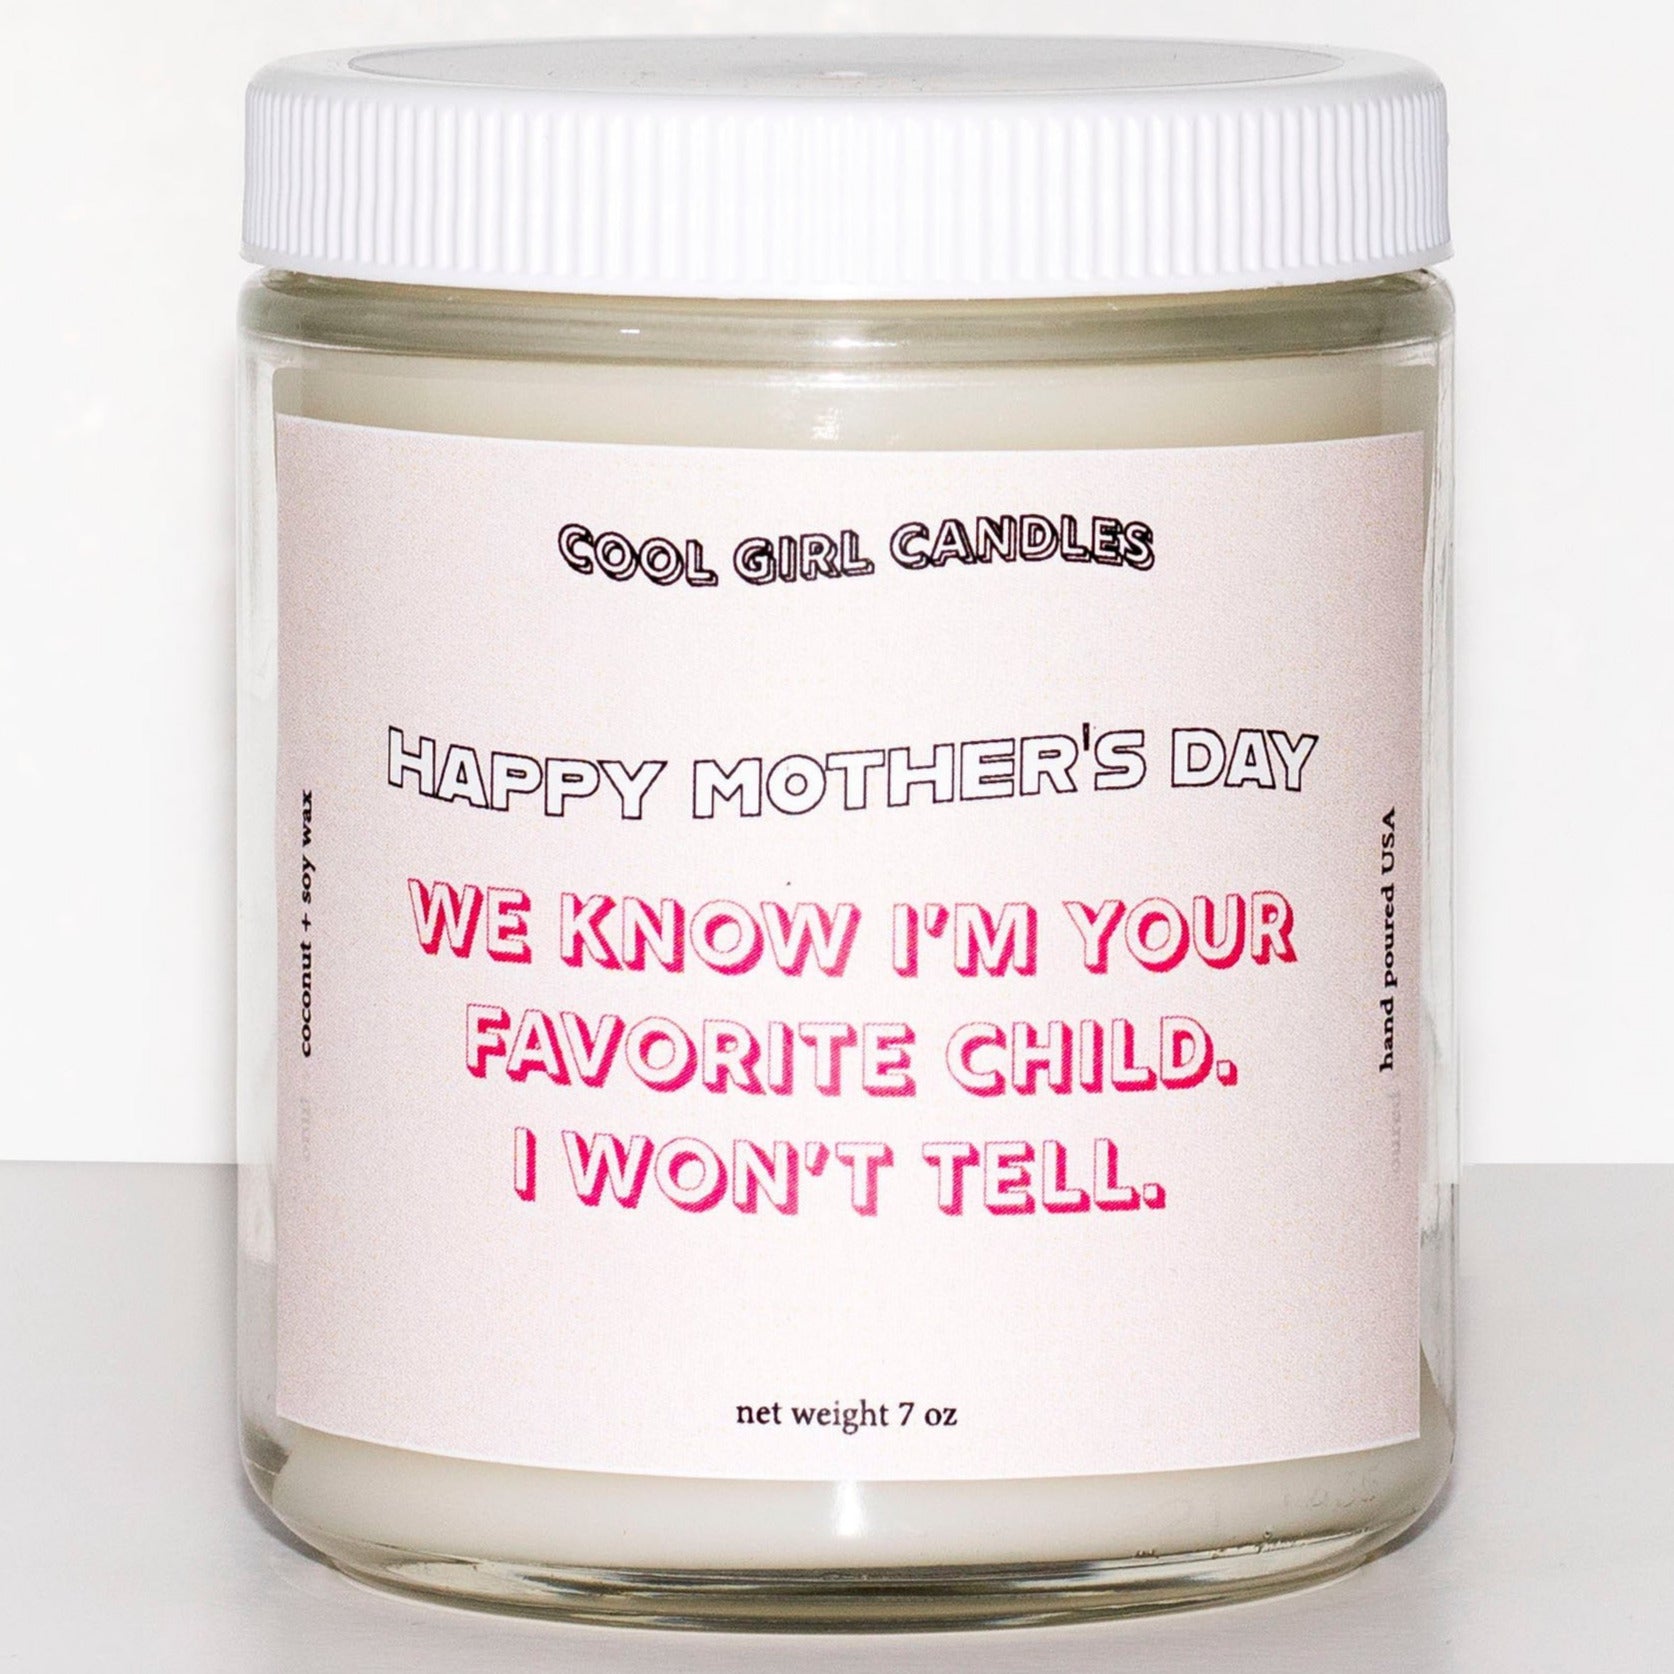 COOL GIRL CANDLES
HAPPY MOTHER'S DAY
WE KNOW I'M YOUR
FAVORITE CHILD.
I WON'T TELL.
coconut + soy wax
hand poured USA
net weight 7 oz